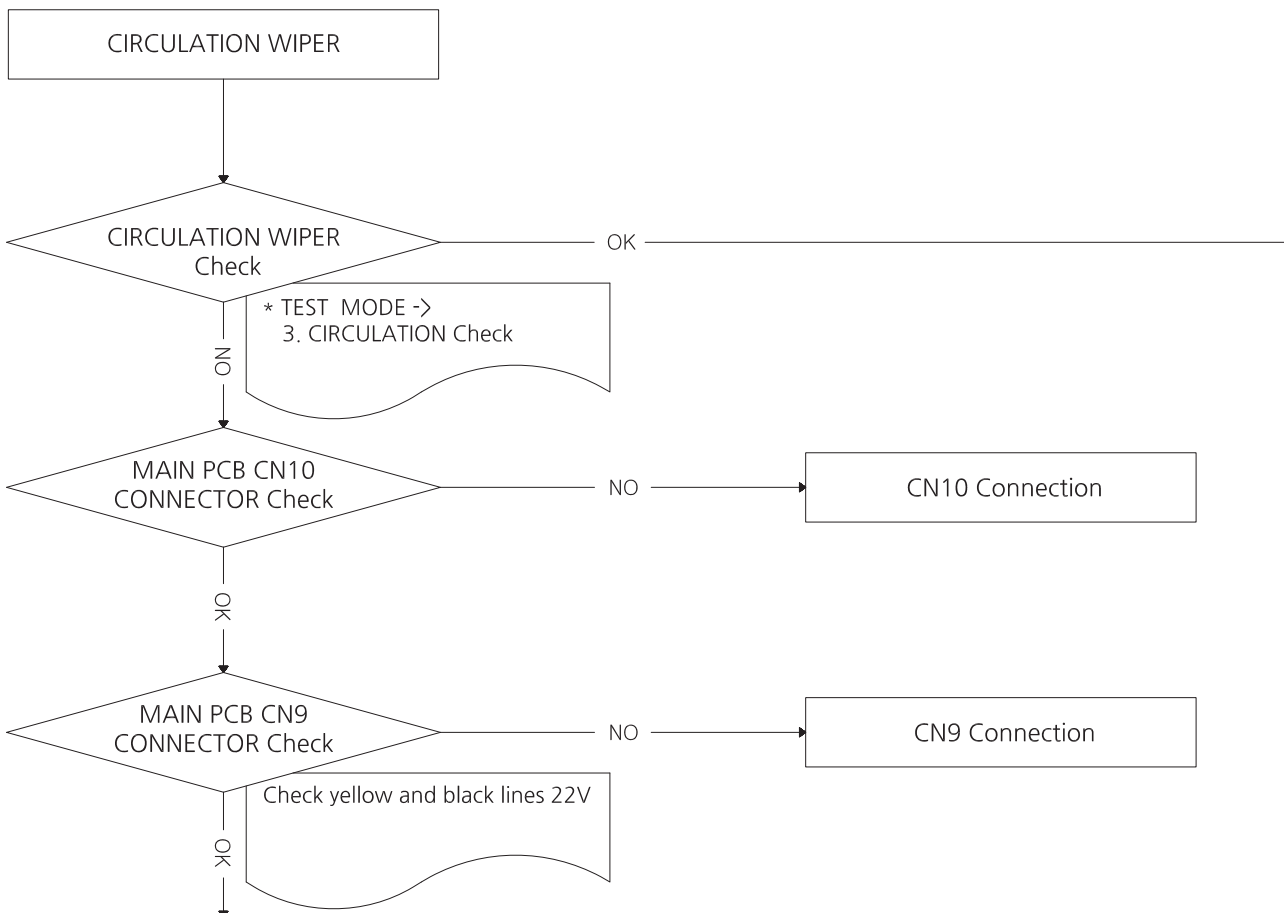 CIRCULATION WIPER
CIRCULATION WIPER
Check
OK
* TEST MODE ->
3. CIRCULATION Check
NO
MAIN PCB CN10
CONNECTOR Check
NO
CN10 Connection
OK
MAIN PCB CN9
CONNECTOR Check
NO
CN9 Connection
Check yellow and black lines 22V
OK